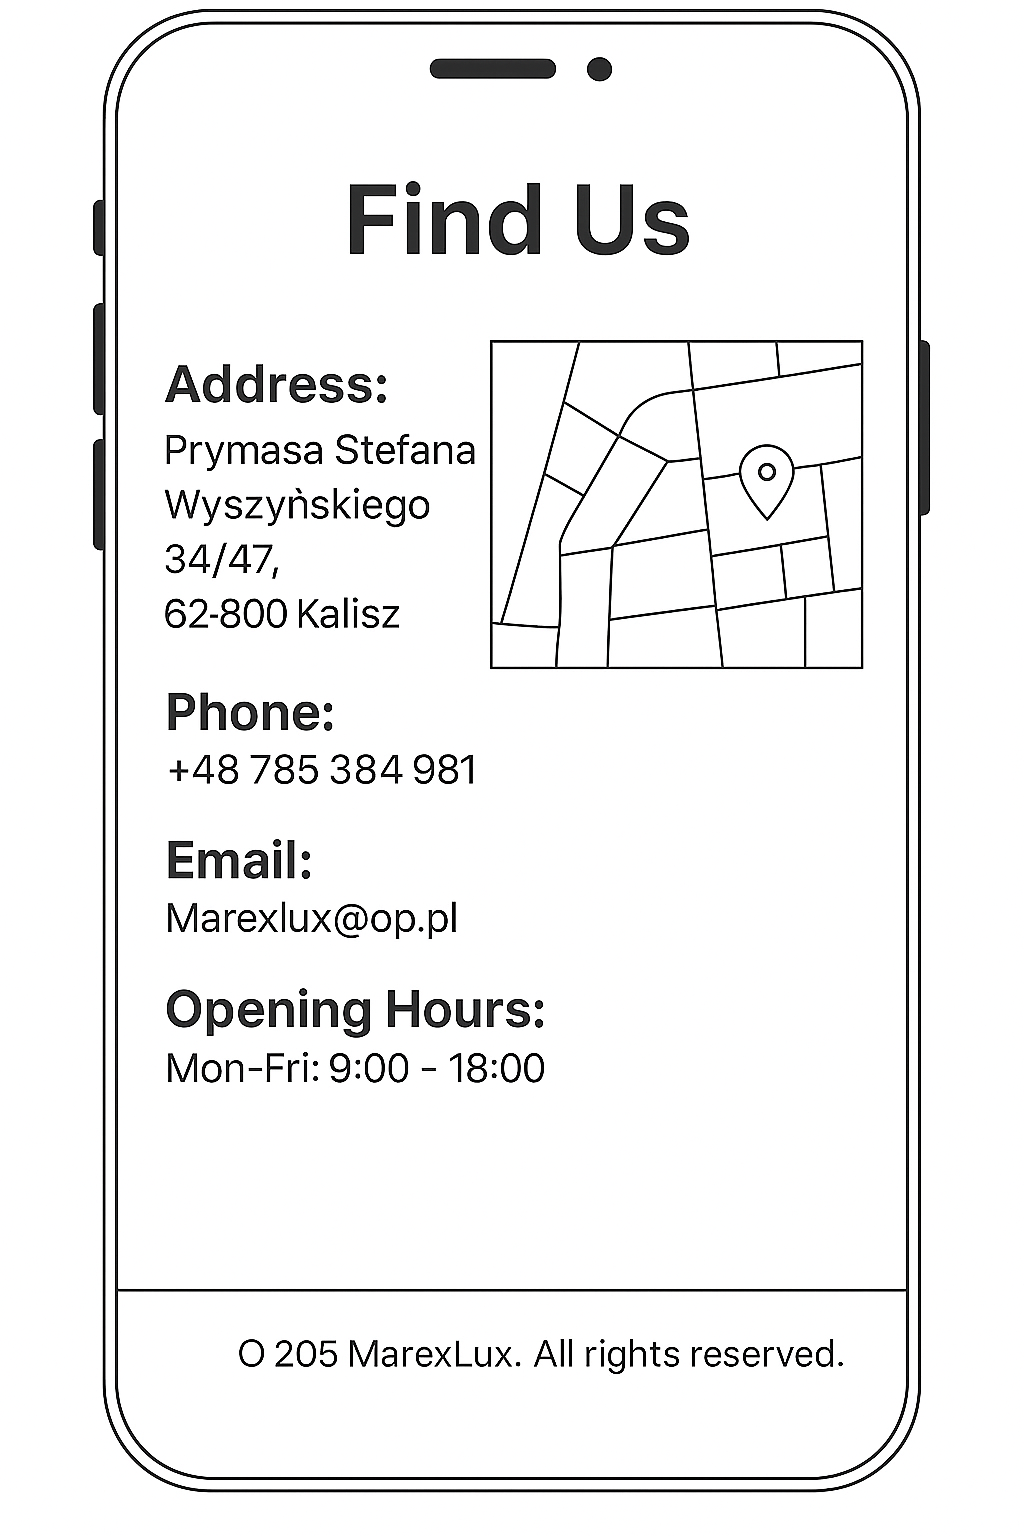 Find Us
Address:
Prymasa Stefana
Wyszyǹskiego
34/47,
62-800 Kalisz
Phone:
+48 785 384 981
Email:
Marexlux@op.pl
Opening Hours:
Mon-Fri: 9:00 - 18:00
O 205 MarexLux. All rights reserved.